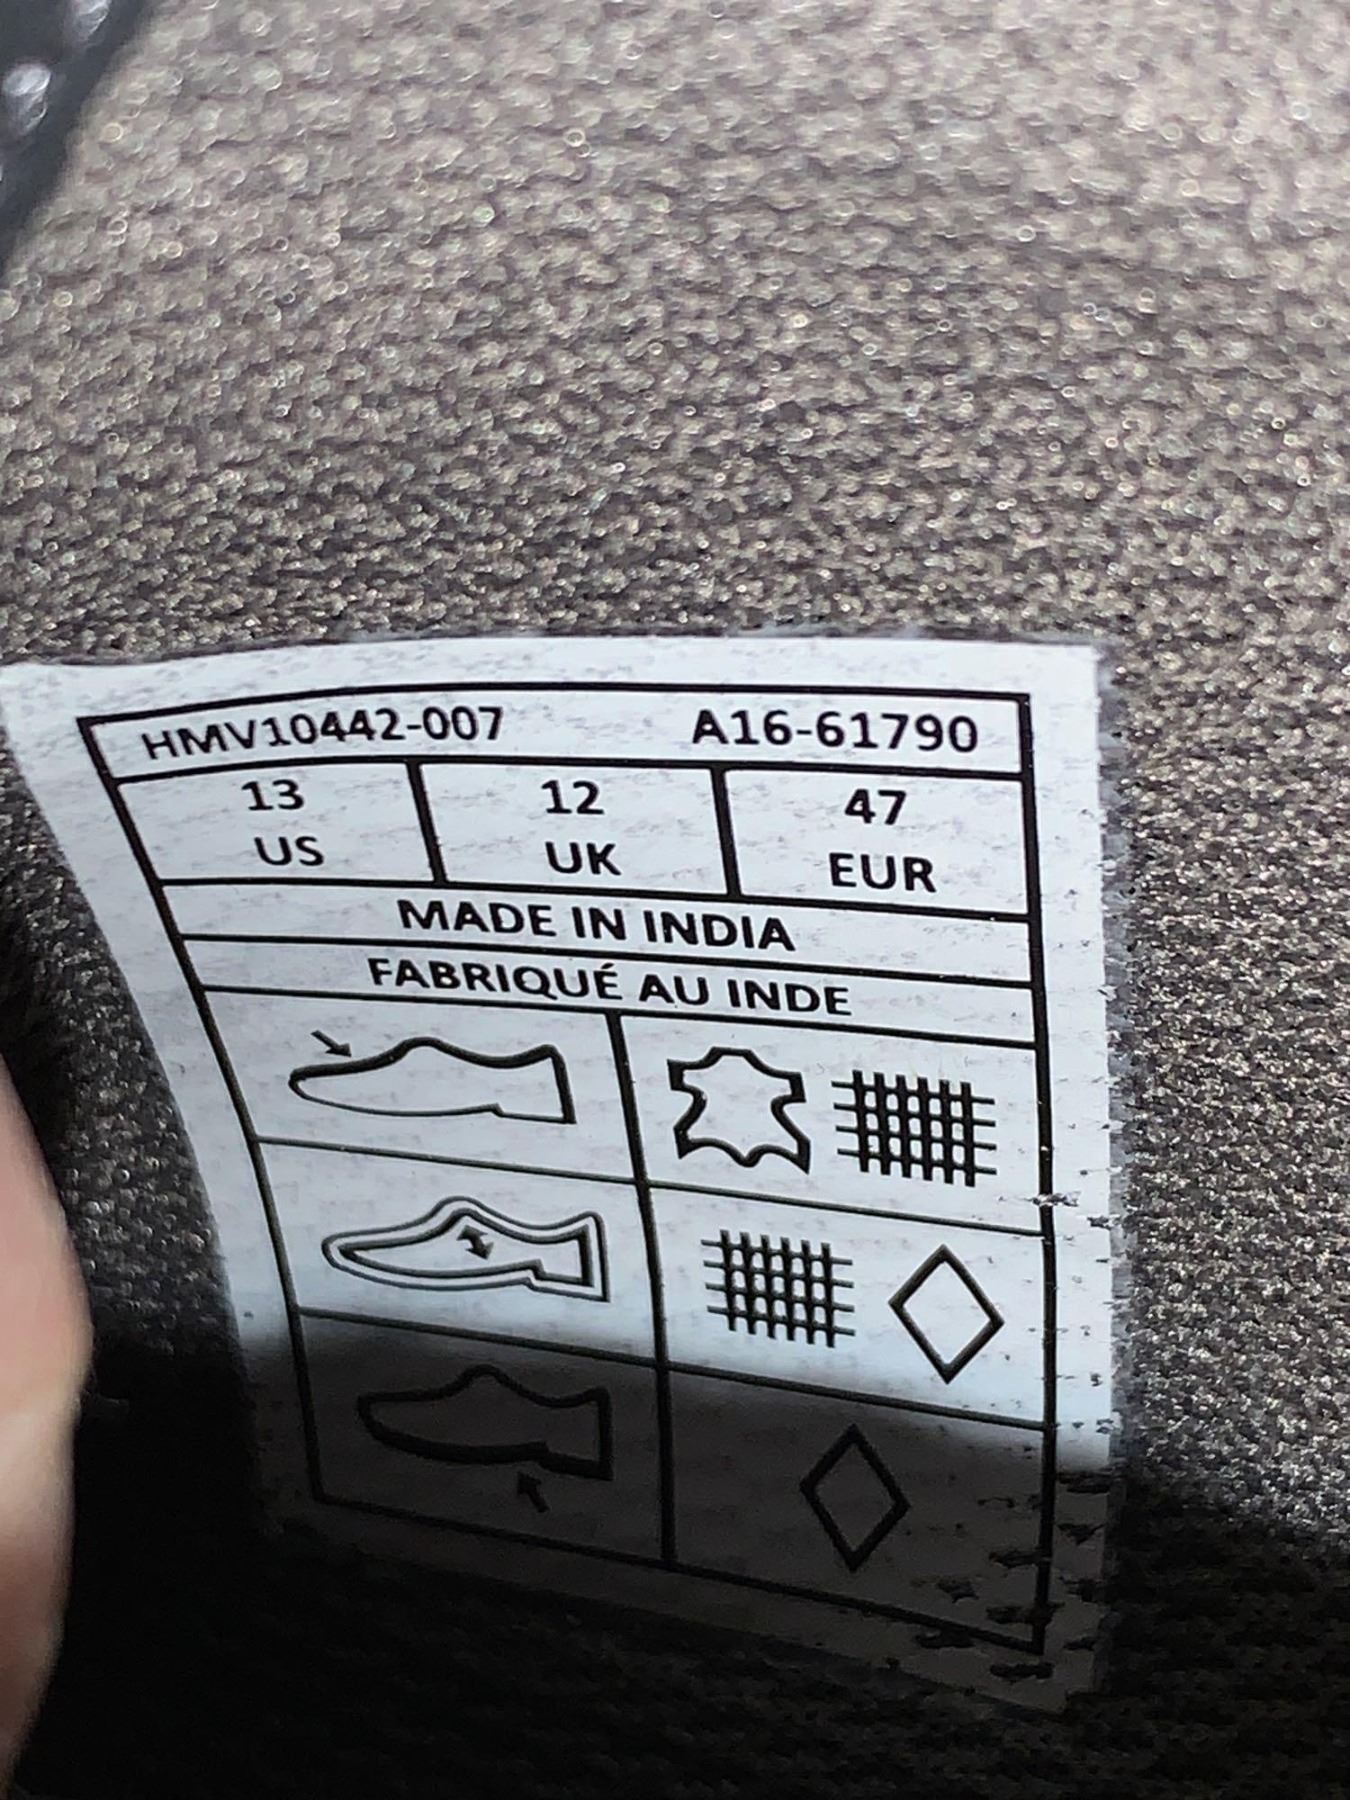 HMV10442-007 A16-61790
13 12 47
US UK EUR
MADE IN INDIA
FABRIQUÉ AU INDE